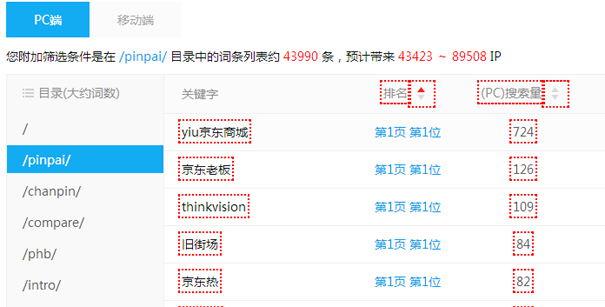 PC端 移动端
您附加筛选条件是在 /pinpai/ 目录中的词条列表约 43990 条，预计带来 43423 ~ 89508 IP
目录(大约词数) 关键字 排名 (PC)搜索量
/ yiu京东商城 第1页 第1位 724
/pinpai/ 京东老板 第1页 第1位 126
/chanpin/ thinkvision 第1页 第1位 109
/compare/ 旧街场 第1页 第1位 84
/phb/ 京东热 第1页 第1位 82
/intro/